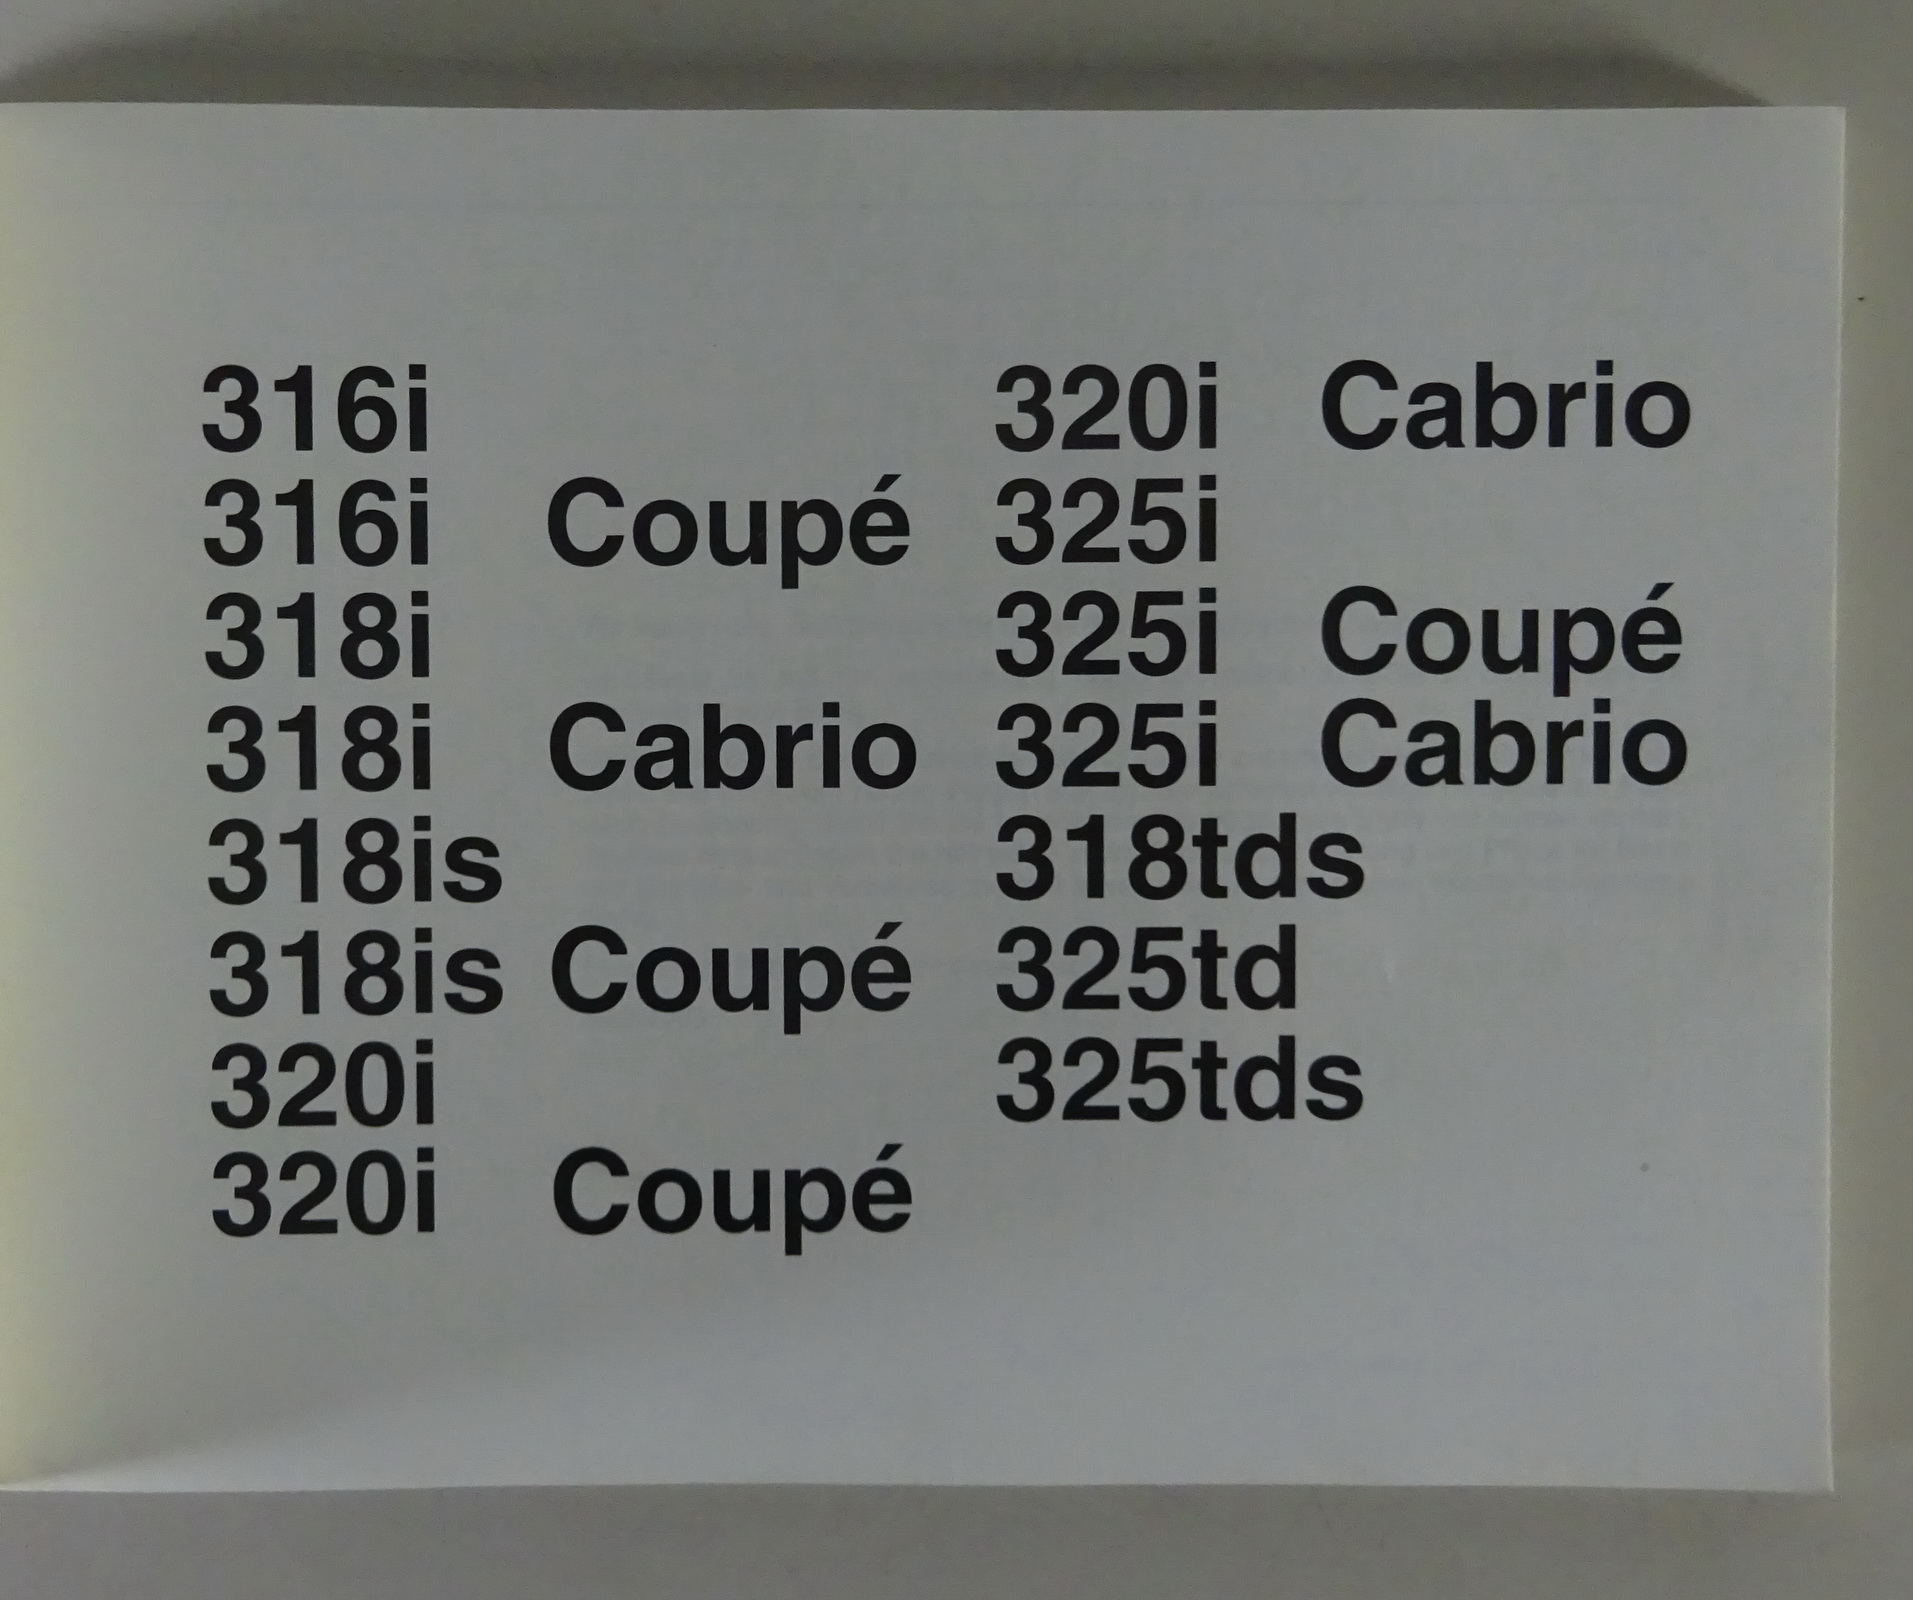 316i
316i Coupé
318i
318i Cabrio
318is
318is Coupé
320i
320i Coupé
320i Cabrio
325i
325i Coupé
325i Cabrio
318tds
325td
325tds